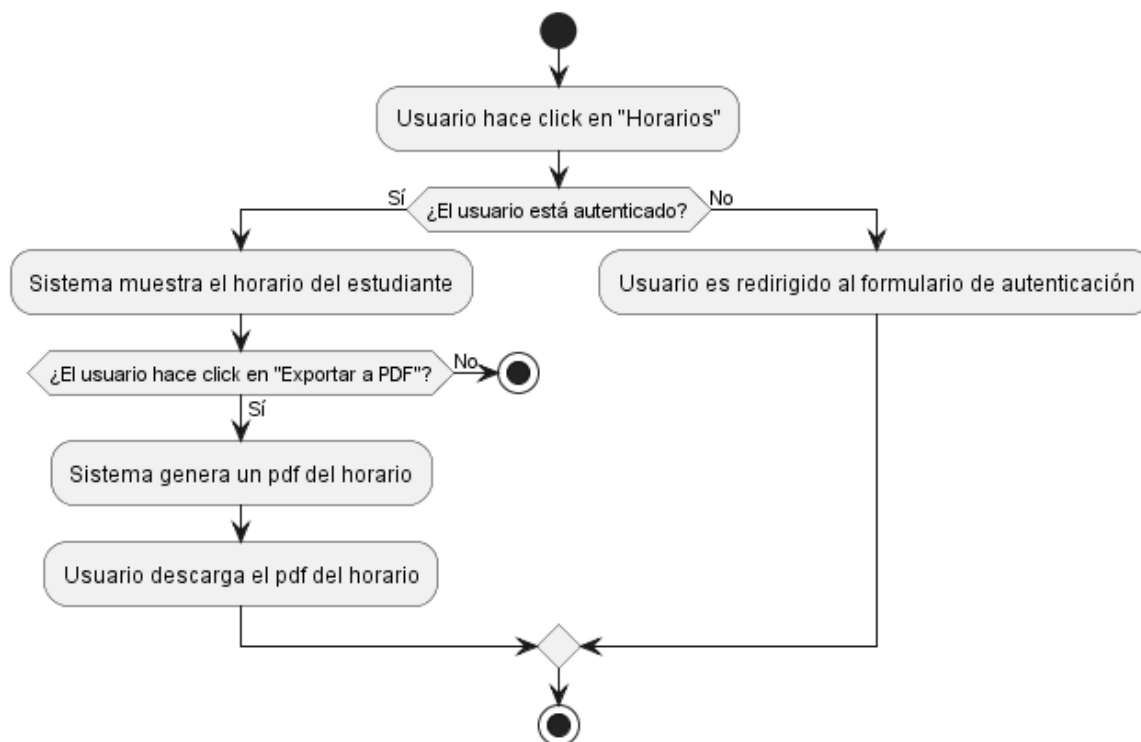 Usuario hace click en "Horarios"
Sí
¿El usuario está autenticado?
No
Sistema muestra el horario del estudiante
Usuario es redirigido al formulario de autenticación
¿El usuario hace click en "Exportar a PDF"?
No
Sí
Sistema genera un pdf del horario
Usuario descarga el pdf del horario